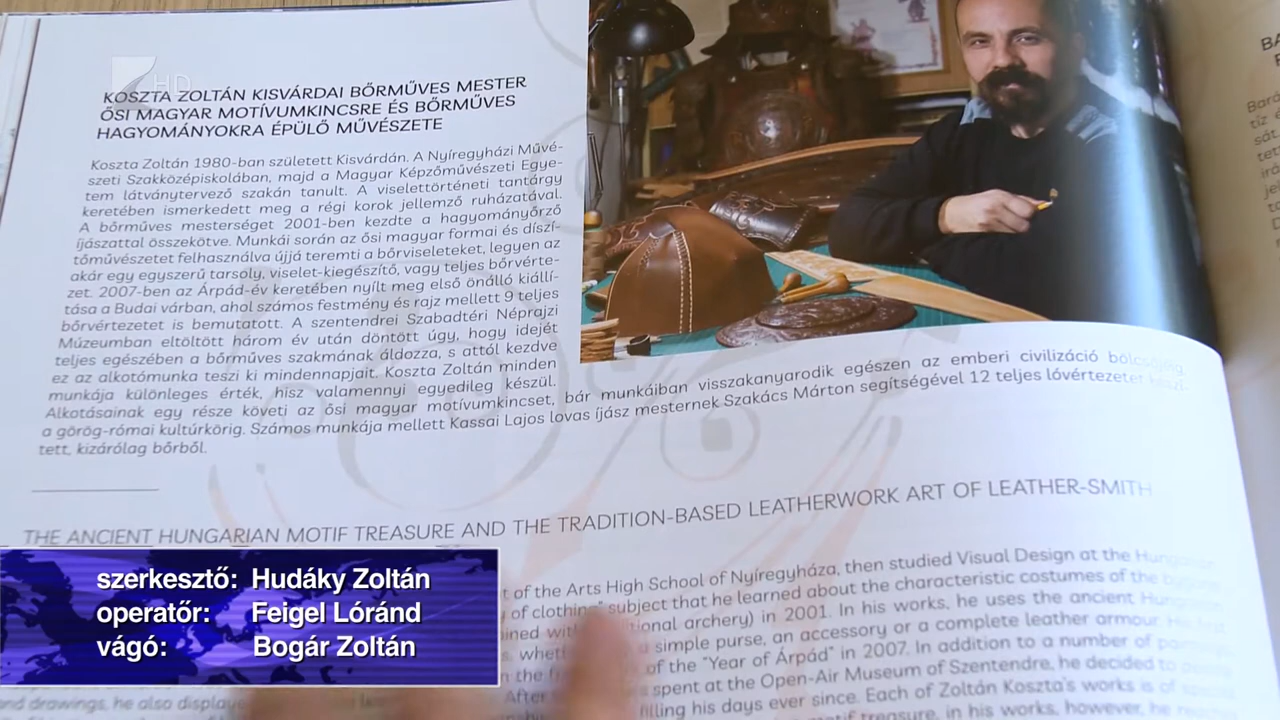 HD
KOSZTA ZOLTÁN KISVÁRDAI BŐRMŰVES MESTER
ŐSI MAGYAR MOTÍVUMKINCSRE ÉS BŐRMŰVES
HAGYOMÁNYOKRA ÉPÜLŐ MŰVÉSZETE
Koszta Zoltán 1980-ban született Kisvárdán. A Nyíregyházi Művé-
szeti Szakközépiskolában, majd a Magyar Képzőművészeti Egye-
tem látványtervező szakán tanult. A viselettörténeti tantárgy
keretében ismerkedett meg a régi korok jellemző ruházatával.
A bőrműves mesterséget 2001-ben kezdte a hagyományőrző
íjászattal összekötve. Munkái során az ősi magyar formai és díszí-
tőművészetet felhasználva újjá teremti a bőrviseleteket, legyen az
akár egy egyszerű tarsoly, viselet-kiegészítő, vagy teljes bőrvérte-
zet. 2007-ben az Árpád-év keretében nyílt meg első önálló kiállí-
tása a Budai várban, ahol számos festmény és rajz mellett 9 teljes
bőrvértezetet is bemutatott. A szentendrei Szabadtéri Néprajzi
Múzeumban eltöltött három év után döntött úgy, hogy idejét
teljes egészében a bőrműves szakmának áldozza, s attól kezdve
ez az alkotómunka teszi ki mindennapjait. Koszta Zoltán minden
munkája különleges érték, hisz valamennyi egyedileg készül.
Alkotásainak egy része követi az ősi magyar motívumkincset, bár munkáiban visszakanyarodik egészen az emberi civilizáció bölcsőjéig,
a görög-római kultúrkörig. Számos munkája mellett Kassai Lajos lovas íjász mesternek Szakács Márton segítségével 12 teljes lóvértezetet készí-
tett, kizárólag bőrből.
THE ANCIENT HUNGARIAN MOTIF TREASURE AND THE TRADITION-BASED LEATHERWORK ART OF LEATHER-SMITH
of the Arts High School of Nyíregyháza, then studied Visual Design at the
of clothing" subject that he learned about the characteristic costumes of the
archery) in 2001. In his works, he uses the ancient
a simple purse, an accessory or a complete leather armour.
of the "Year of Árpád" in 2007. In addition to a number of
and drawings, he also spent at the Open-Air Museum of Szentendre, he decided to
filling his days ever since. Each of Zoltán Koszta's works is of
motif treasure, in his works, however, he
szerkesztő: Hudáky Zoltán
operatőr: Feigel Lóránd
vágó: Bogár Zoltán